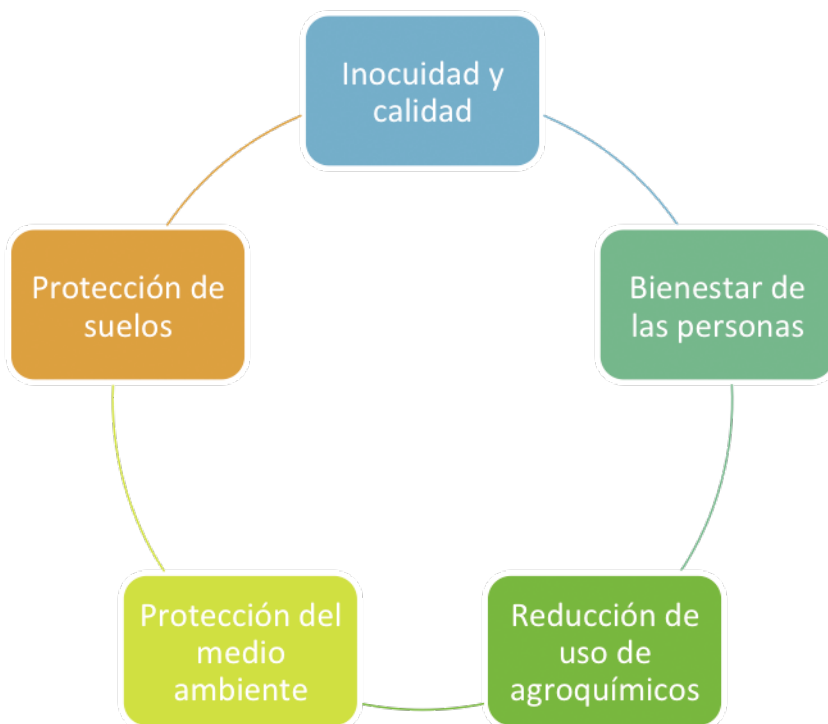 Inocuidad y
calidad
Bienestar de
las personas
Reducción de
uso de
agroquímicos
Protección del
medio
ambiente
Protección de
suelos